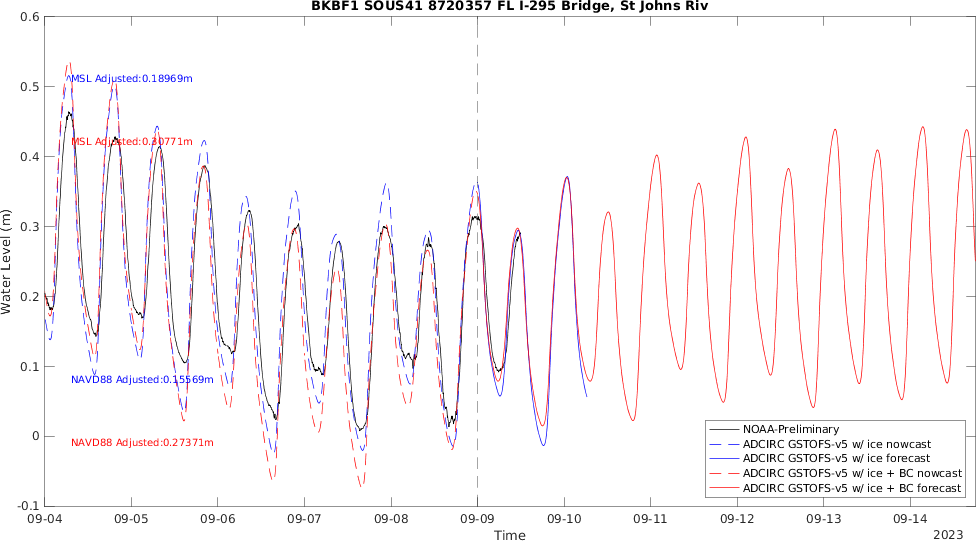 BKBF1 SOUS41 8720357 FL I-295 Bridge, St Johns Riv
0.6
0.5
0.4
0.3
0.2
0.1
0
-0.1
Water Level (m)
MSL Adjusted:0.18969m
MSL Adjusted:0.30771m
NAVD88 Adjusted:0.15569m
NAVD88 Adjusted:0.27371m
NOAA-Preliminary
ADCIRC GSTOFS-v5 w/ ice nowcast
ADCIRC GSTOFS-v5 w/ ice forecast
ADCIRC GSTOFS-v5 w/ ice + BC nowcast
ADCIRC GSTOFS-v5 w/ ice + BC forecast
09-04 09-05 09-06 09-07 09-08 09-09 09-10 09-11 09-12 09-13 09-14
Time
2023